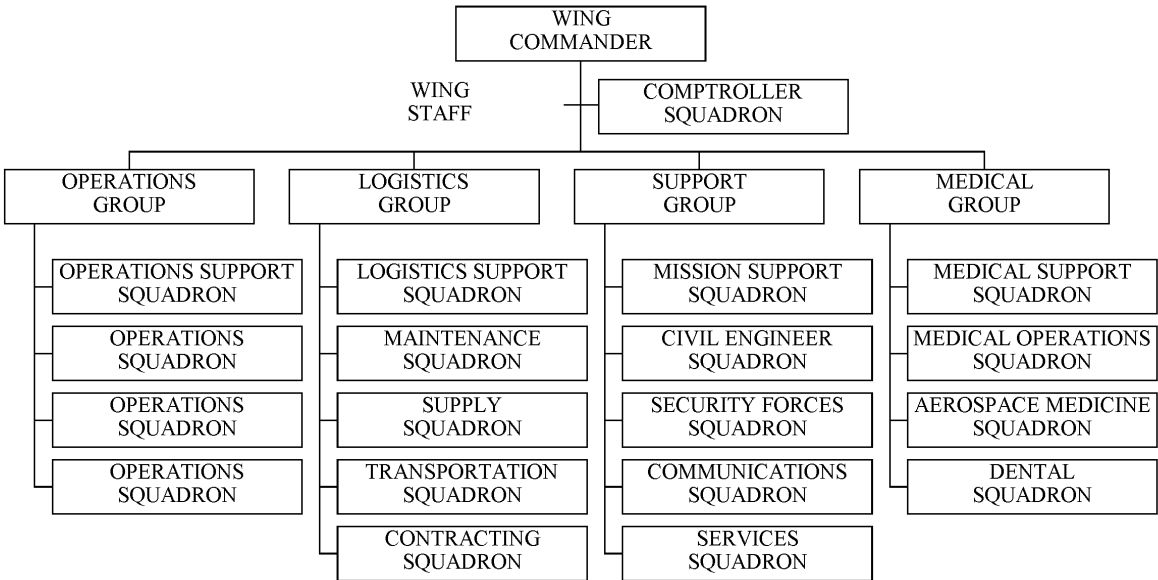 WING
COMMANDER
WING
STAFF
COMPTROLLER
SQUADRON
OPERATIONS
GROUP
LOGISTICS
GROUP
SUPPORT
GROUP
MEDICAL
GROUP
OPERATIONS SUPPORT
SQUADRON
OPERATIONS
SQUADRON
OPERATIONS
SQUADRON
OPERATIONS
SQUADRON
LOGISTICS SUPPORT
SQUADRON
MAINTENANCE
SQUADRON
SUPPLY
SQUADRON
TRANSPORTATION
SQUADRON
CONTRACTING
SQUADRON
MISSION SUPPORT
SQUADRON
CIVIL ENGINEER
SQUADRON
SECURITY FORCES
SQUADRON
COMMUNICATIONS
SQUADRON
SERVICES
SQUADRON
MEDICAL SUPPORT
SQUADRON
MEDICAL OPERATIONS
SQUADRON
AEROSPACE MEDICINE
SQUADRON
DENTAL
SQUADRON